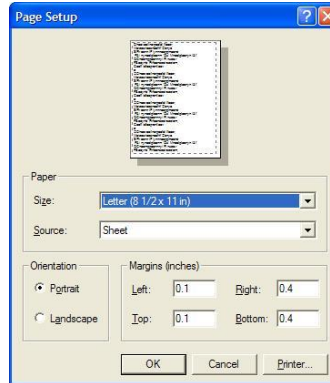 Page Setup
Paper
Size: Letter (8 1/2 x 11 in)
Source: Sheet
Orientation
Portrait
Landscape
Margins (inches)
Left: 0.1 Right: 0.4
Top: 0.1 Bottom: 0.4
OK Cancel Printer...